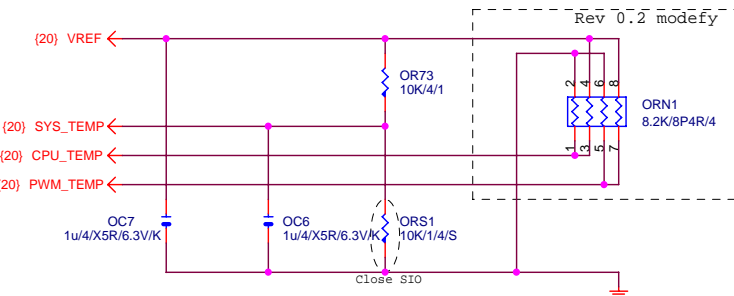 Rev 0.2 modefy
{20} VREF
OR73
10K/4/1
2 4 6 8
ORN1
8.2K/8P4R/4
{20} SYS_TEMP
1 3 5 7
{20} CPU_TEMP
20} PWM_TEMP
OC7
1u/4/X5R/6.3V/K
OC6
1u/4/X5R/6.3V/K
ORS1
10K/1/4/S
Close SIO